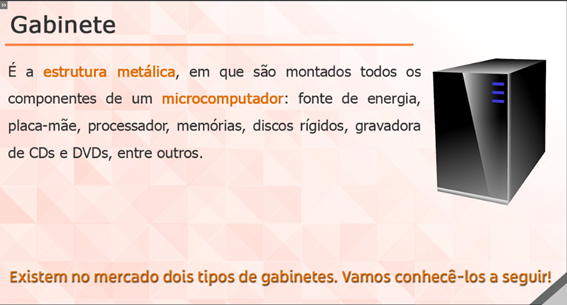 Gabinete
É a estrutura metálica, em que são montados todos os
componentes de um microcomputador: fonte de energia,
placa-mãe, processador, memórias, discos rígidos, gravadora
de CDs e DVDs, entre outros.
Existem no mercado dois tipos de gabinetes. Vamos conhecê-los a seguir!